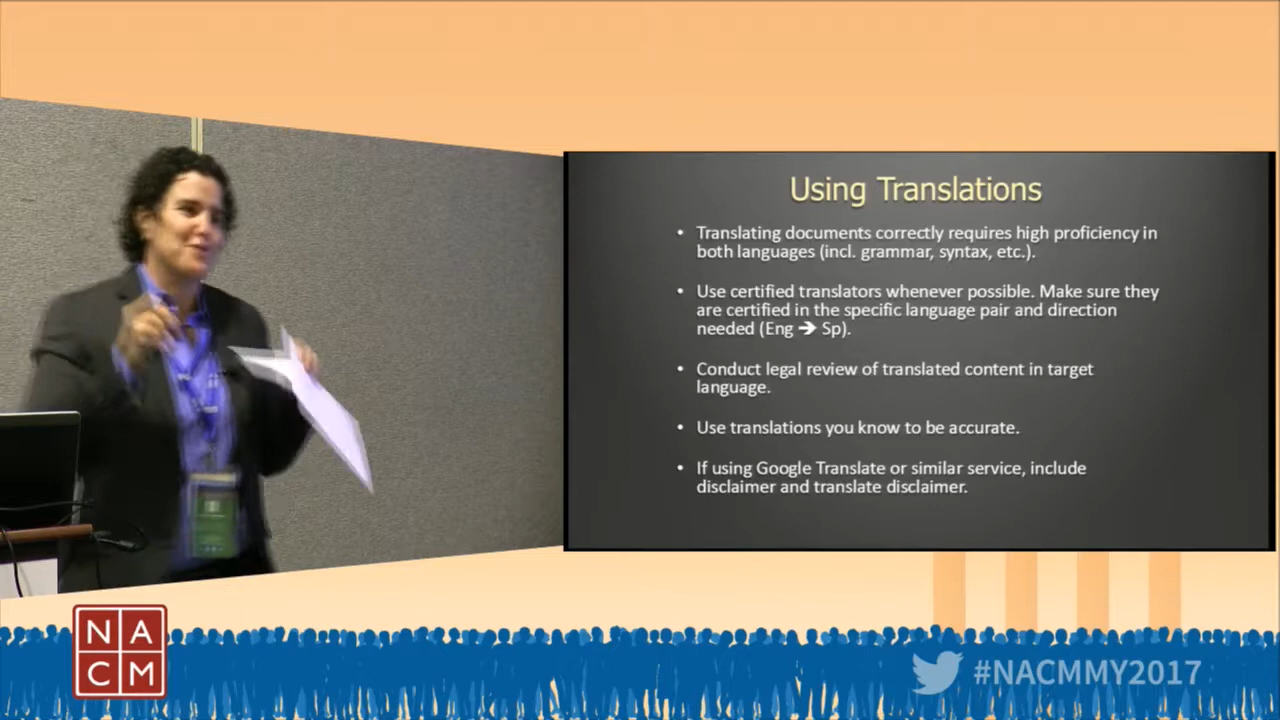 Using Translations
• Translating documents correctly requires high proficiency in
both languages (incl. grammar, syntax, etc.).
• Use certified translators whenever possible. Make sure they
are certified in the specific language pair and direction
needed (Eng ➔ Sp).
• Conduct legal review of translated content in target
language.
• Use translations you know to be accurate.
• If using Google Translate or similar service, include
disclaimer and translate disclaimer.
N A
C M
#NACMMY2017